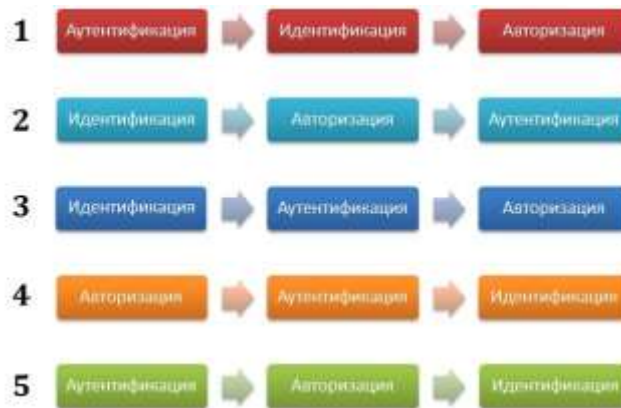 1 Аутентификация Идентификация Авторизация
2 Идентификация Авторизация Аутентификация
3 Идентификация Аутентификация Авторизация
4 Авторизация Аутентификация Идентификация
5 Аутентификация Авторизация Идентификация